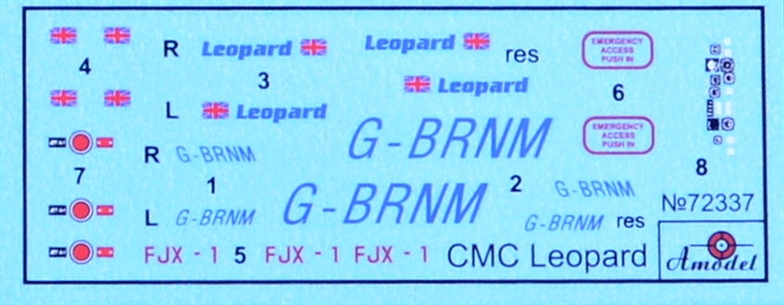 4
R Leopard
3
Leopard res
Leopard
EMERGENCY
ACCESS
PUSH IN
6
L Leopard
G-BRNM
EMERGENCY
ACCESS
PUSH IN
7
R G-BRNM
1
8
L G-BRNM
G-BRNM
2
G-BRNM
G-BRNM res
№72337
FJX - 1 5 FJX - 1 FJX - 1
CMC Leopard
Amodel